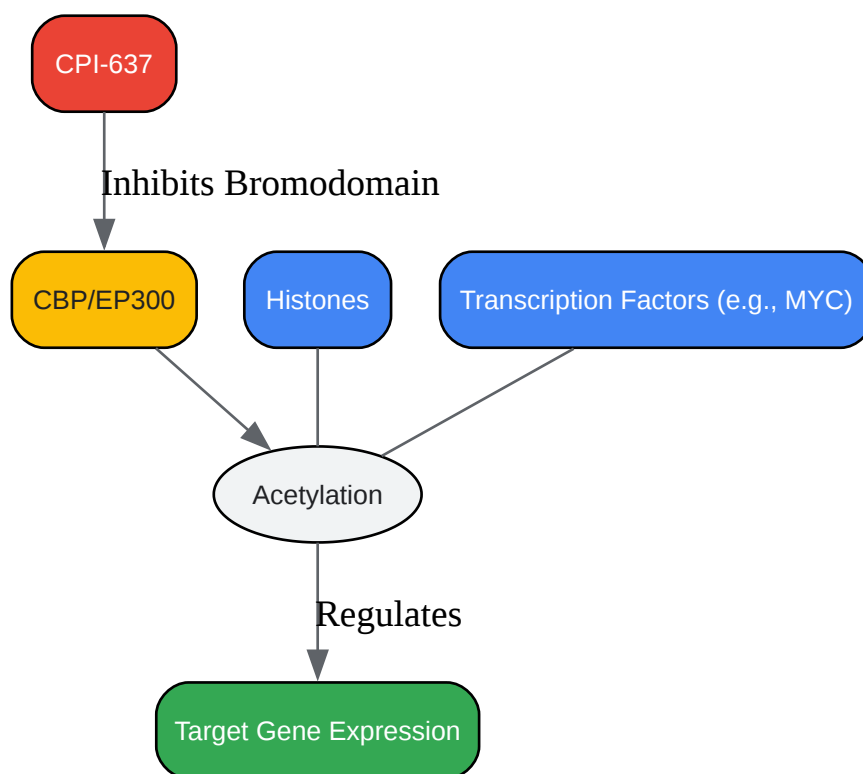 CPI-637
Inhibits Bromodomain
CBP/EP300
Histones
Transcription Factors (e.g., MYC)
Acetylation
Regulates
Target Gene Expression